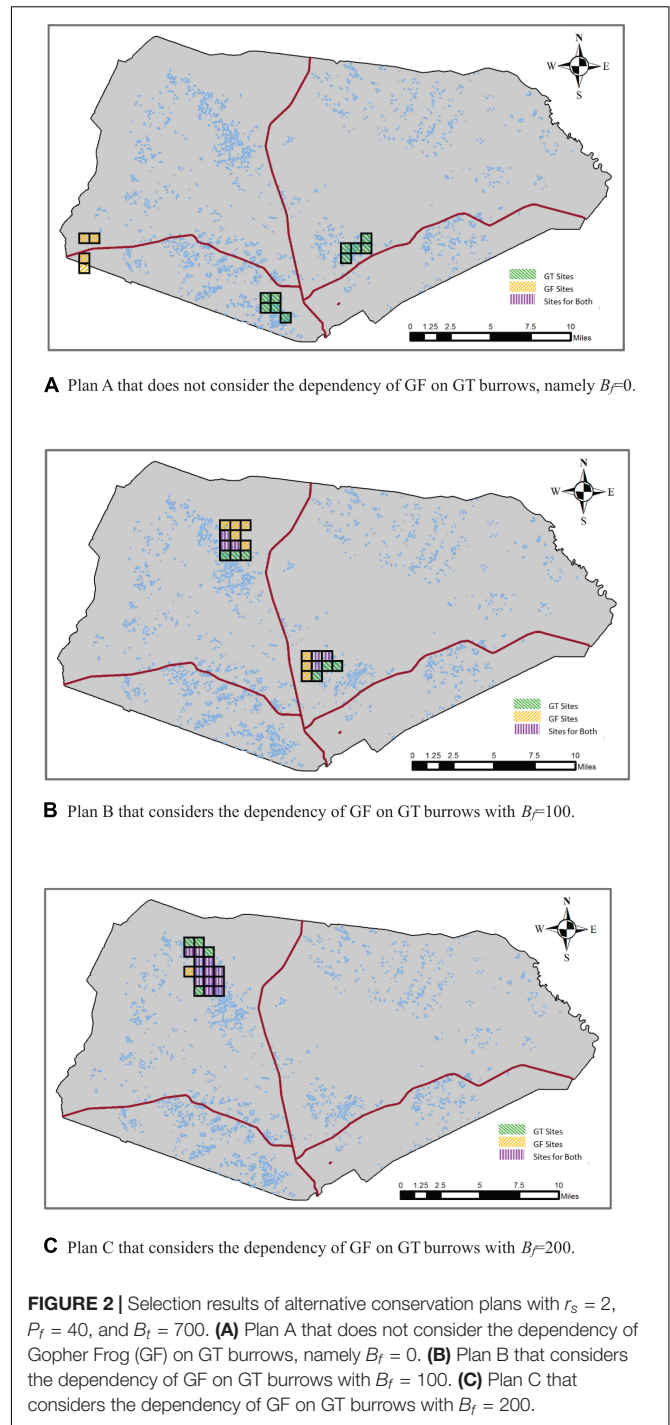 N
W E
S
GT Sites
GF Sites
Sites for Both
0 1.25 2.5 5 7.5 10
Miles
A Plan A that does not consider the dependency of GF on GT burrows, namely Bf=0.
N
W E
S
GT Sites
GF Sites
Sites for Both
0 1.25 2.5 5 7.5 10
Miles
B Plan B that considers the dependency of GF on GT burrows with Bf=100.
N
W E
S
GT Sites
GF Sites
Sites for Both
0 1.25 2.5 5 7.5 10
Miles
C Plan C that considers the dependency of GF on GT burrows with Bf=200.
FIGURE 2 | Selection results of alternative conservation plans with rs = 2,
Pf = 40, and Bt = 700. (A) Plan A that does not consider the dependency of
Gopher Frog (GF) on GT burrows, namely Bf = 0. (B) Plan B that considers
the dependency of GF on GT burrows with Bf = 100. (C) Plan C that
considers the dependency of GF on GT burrows with Bf = 200.